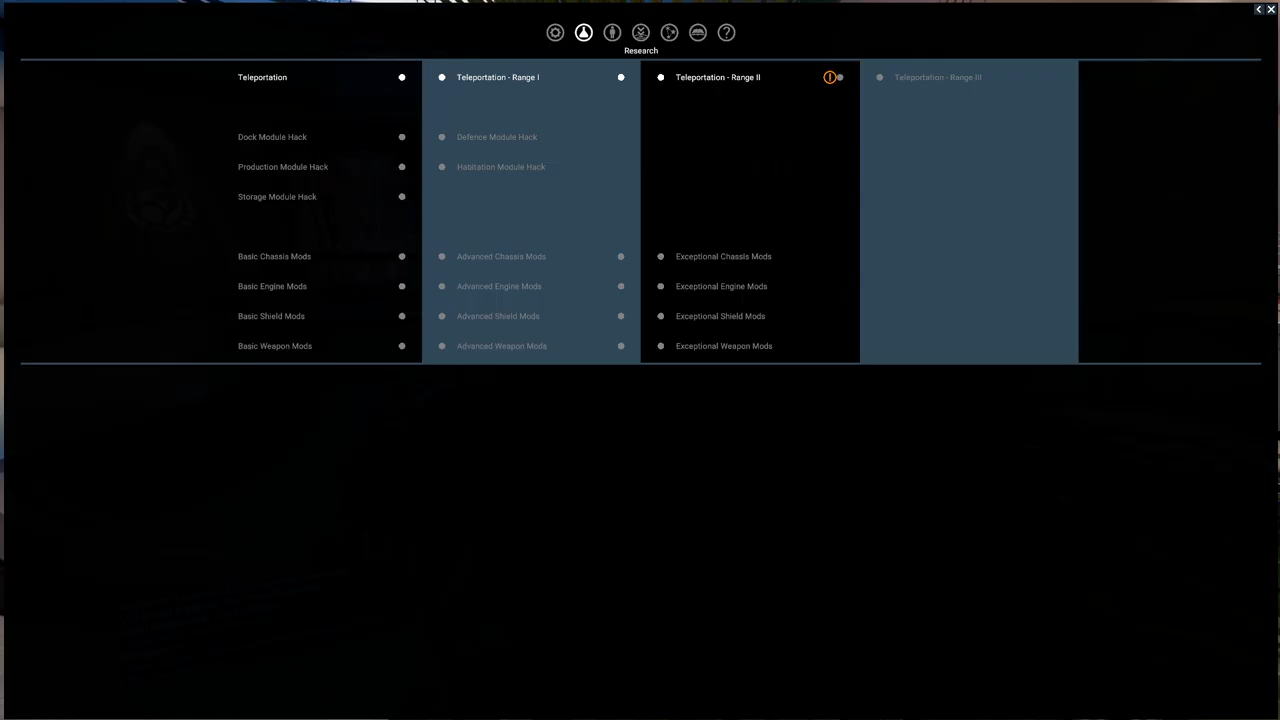 Research
Teleportation
Teleportation - Range I
Teleportation - Range II
Teleportation - Range III
Dock Module Hack
Defence Module Hack
Production Module Hack
Habitation Module Hack
Storage Module Hack
Basic Chassis Mods
Advanced Chassis Mods
Exceptional Chassis Mods
Basic Engine Mods
Advanced Engine Mods
Exceptional Engine Mods
Basic Shield Mods
Advanced Shield Mods
Exceptional Shield Mods
Basic Weapon Mods
Advanced Weapon Mods
Exceptional Weapon Mods